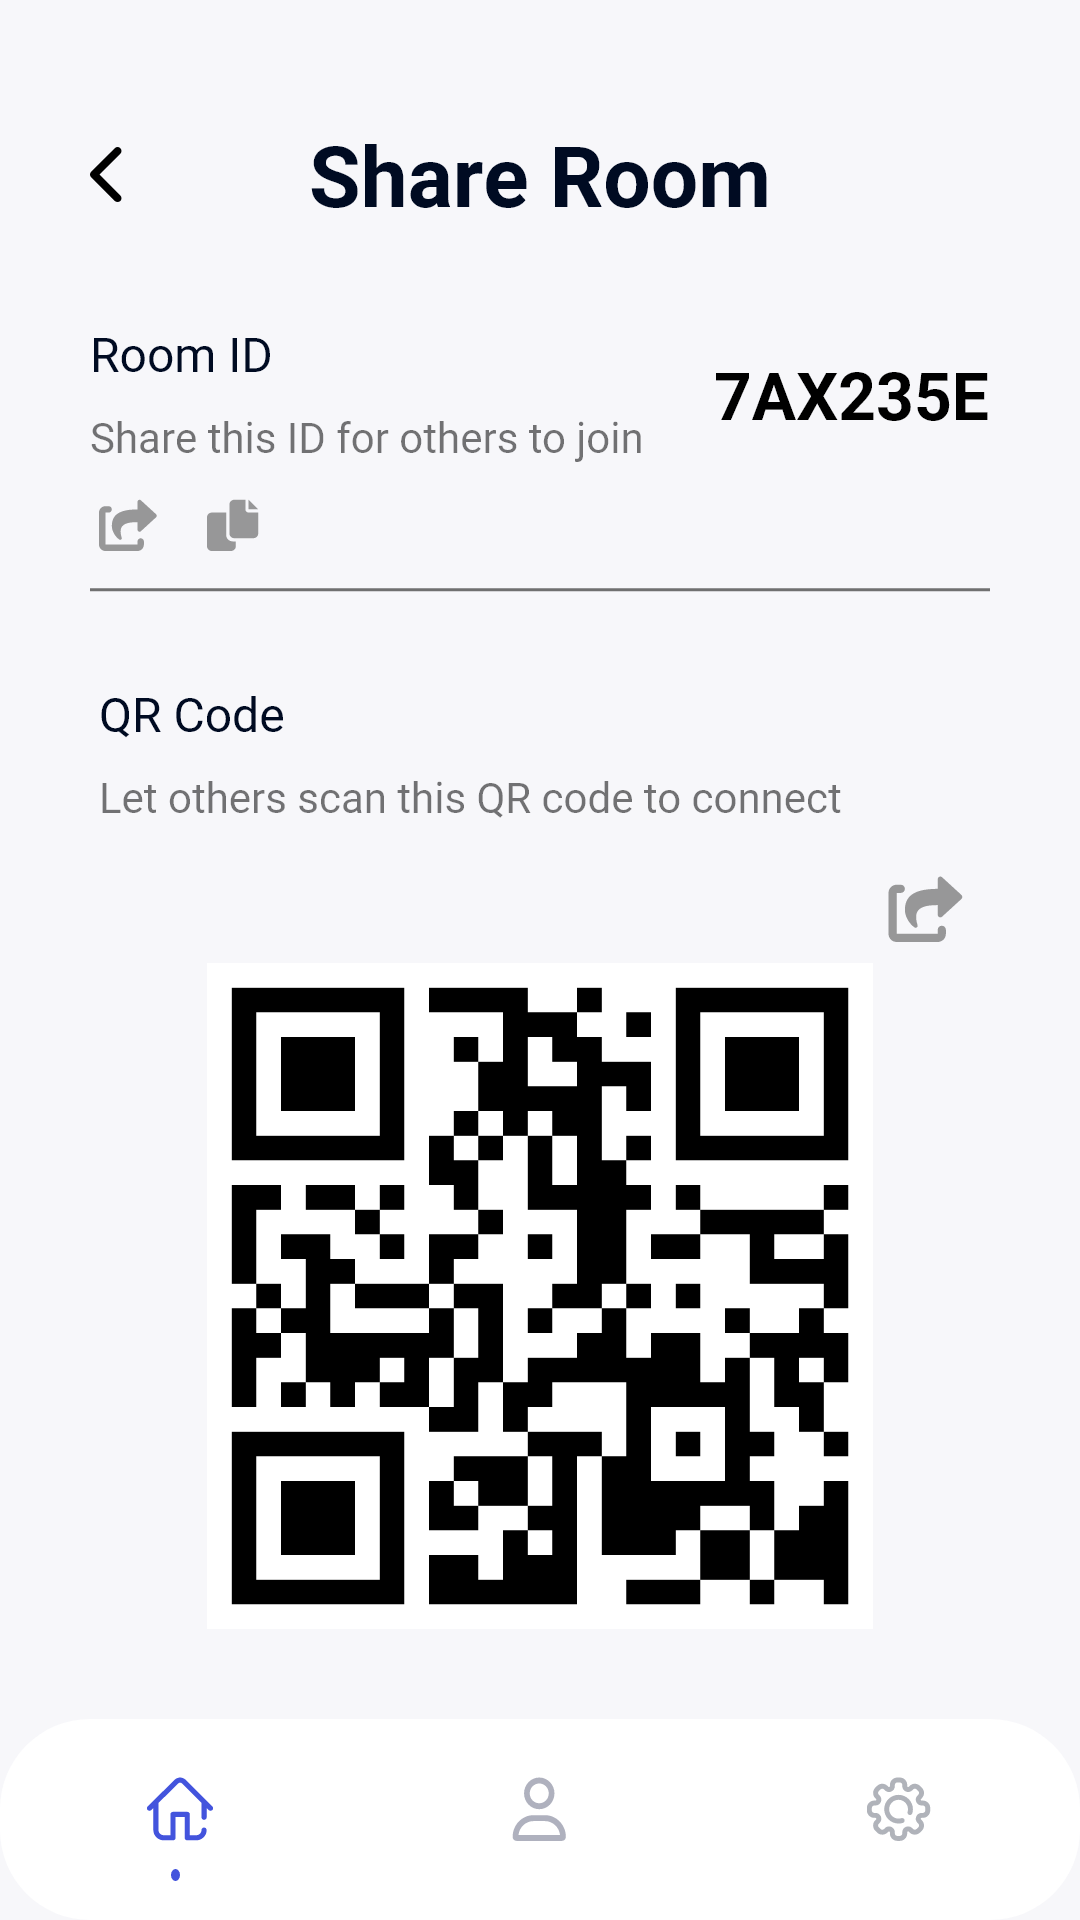 Share Room
Room ID
7AX235E
Share this ID for others to join
QR Code
Let others scan this QR code to connect